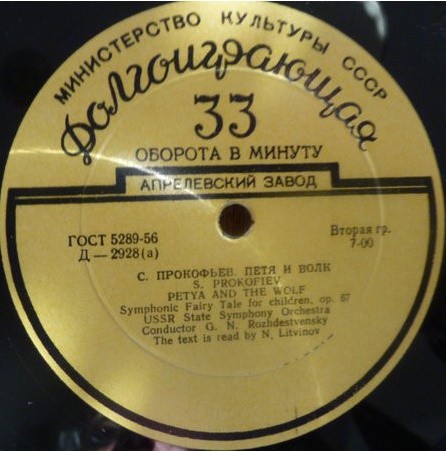 МИНИСТЕРСТВО КУЛЬТУРЫ СССР
Долгоиграющая
33
ОБОРОТА В МИНУТУ
АПРЕЛЕВСКИЙ ЗАВОД
ГОСТ 5289-56
Д — 2928(а)
Вторая гр.
7-00
С. ПРОКОФЬЕВ. ПЕТЯ И ВОЛК
S. PROKOFIEV
PETYA AND THE WOLF
Symphonic Fairy Tale for children, op. 67
USSR State Symphony Orchestra
Conductor G. N. Rozhdestvensky
The text is read by N. Litvinov